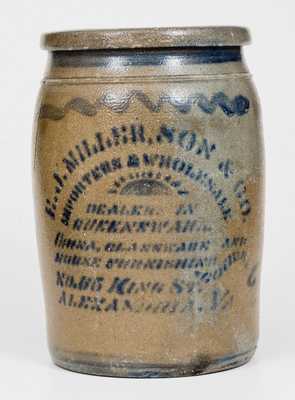 E.J. MILLER, SON & CO.
IMPORTERS & WHOLESALE
DEALERS IN
QUEENSWARE
CHINA, GLASSWARE AND
HOUSE FURNISHING GOODS
No. 65 KING ST.
ALEXANDRIA, VA